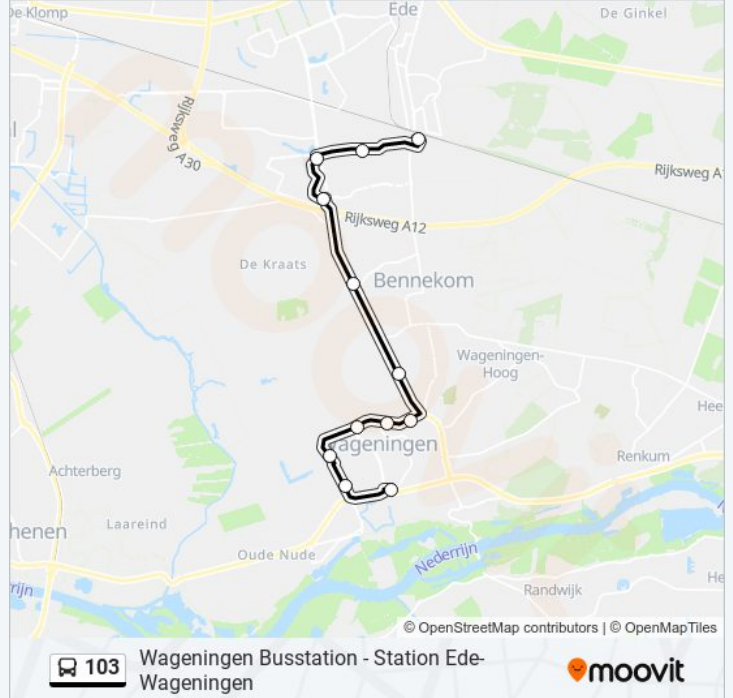 De Klomp
Ede
De Ginkel
Rijksweg A30
Rijksweg A
Rijksweg A12
De Kraats
Bennekom
Wageningen-
Hoog
Hee
ageningen
Renkum
Achterberg
henen
LaarEind
Oude Nude
Nederrijn
rijn
Randwijk
He
© OpenStreetMap contributors | © OpenMapTiles
103
Wageningen Busstation - Station Ede-
Wageningen
moovit